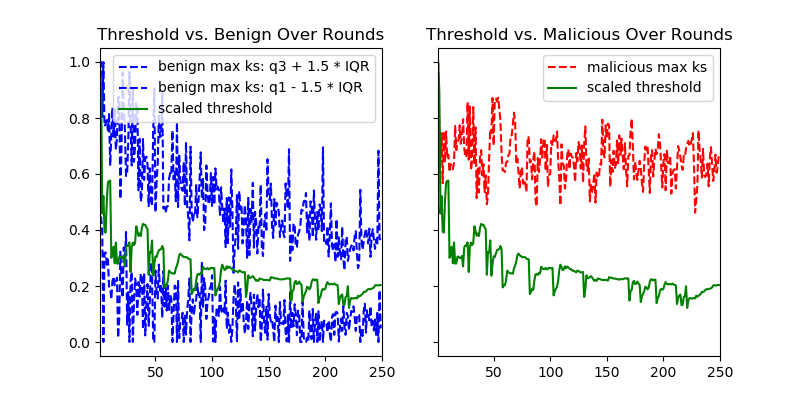 Threshold vs. Benign Over Rounds
Threshold vs. Malicious Over Rounds
benign max ks: q3 + 1.5 * IQR
benign max ks: q1 - 1.5 * IQR
scaled threshold
malicious max ks
scaled threshold
1.0
0.8
0.6
0.4
0.2
0.0
50 100 150 200 250
50 100 150 200 250